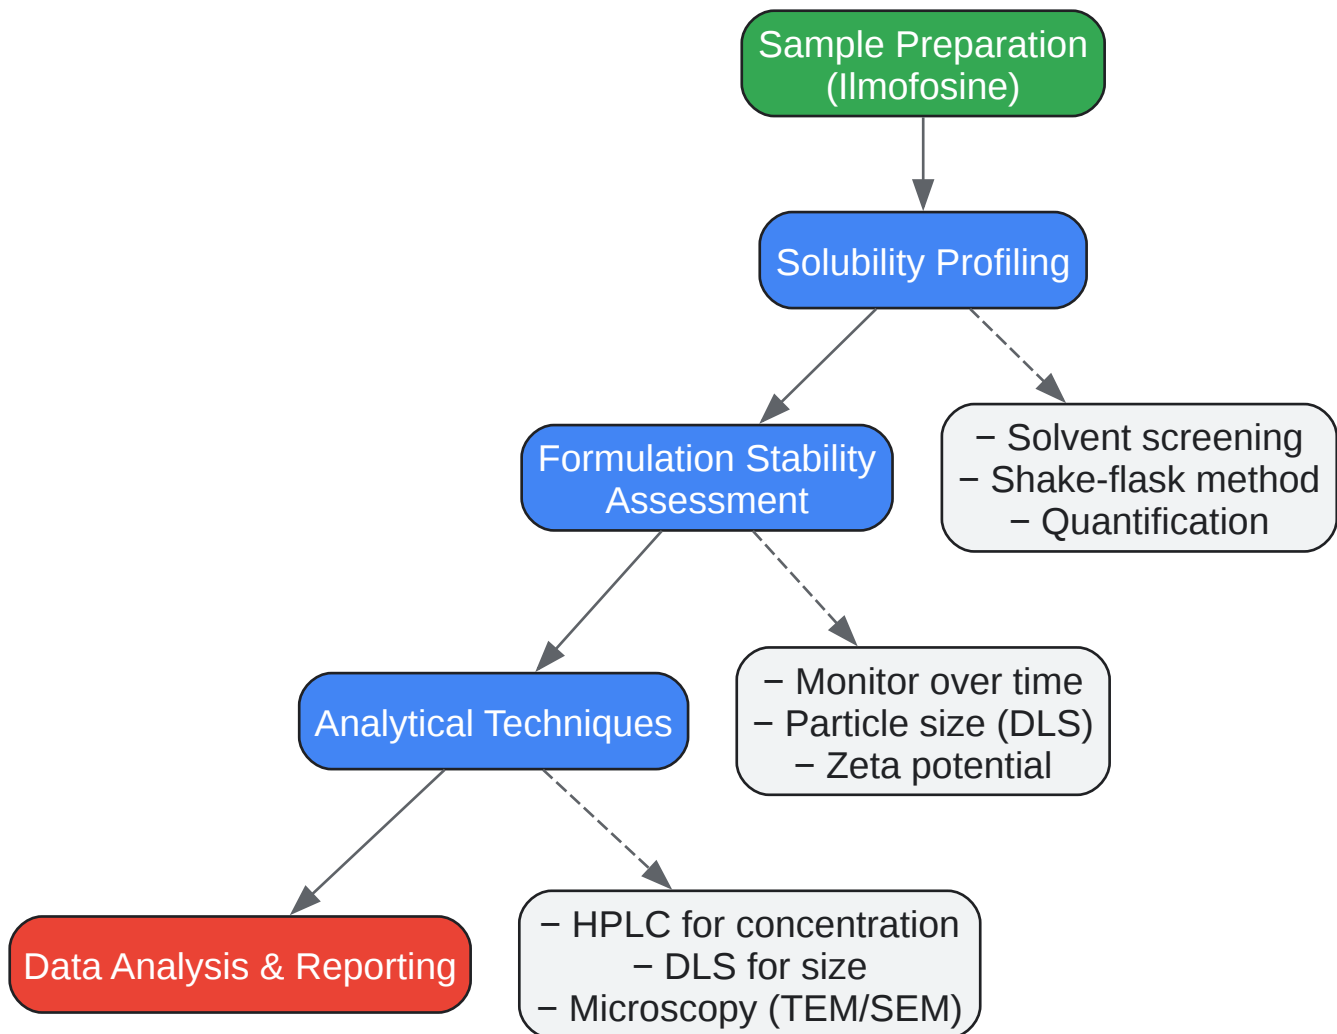 Sample Preparation
(Ilmofosine)
Solubility Profiling
− Solvent screening
− Shake-flask method
− Quantification
Formulation Stability
Assessment
− Monitor over time
− Particle size (DLS)
− Zeta potential
Analytical Techniques
− HPLC for concentration
− DLS for size
− Microscopy (TEM/SEM)
Data Analysis & Reporting